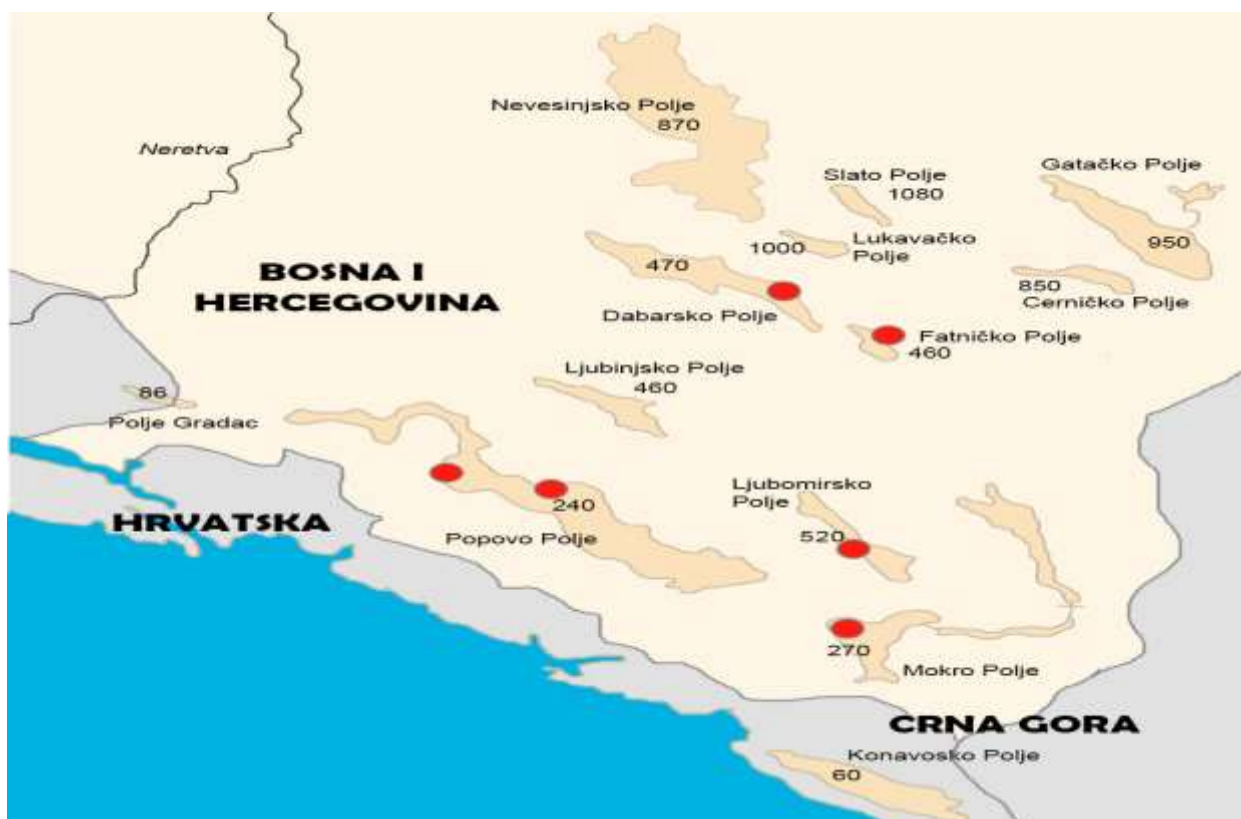 Nevesinjsko Polje
870
Neretva
Slato Polje
1080
Gatačko Polje
950
1000
Lukavačko
Polje
BOSNA I
HERCEGOVINA
470
Dabarsko Polje
850
Cerničko Polje
Fatničko Polje
460
Ljubinjsko Polje
460
86
Polje Gradac
Ljubomirsko
Polje
520
HRVATSKA
240
Popovo Polje
270
Mokro Polje
CRNA GORA
Konavosko Polje
60